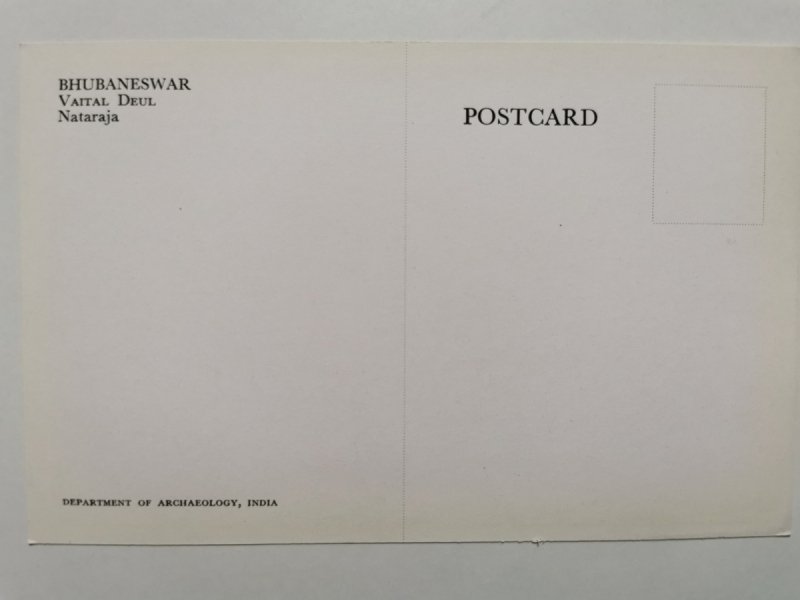 BHUBANESWAR
VAITAL DEUL
Nataraja
POSTCARD
DEPARTMENT OF ARCHAEOLOGY, INDIA